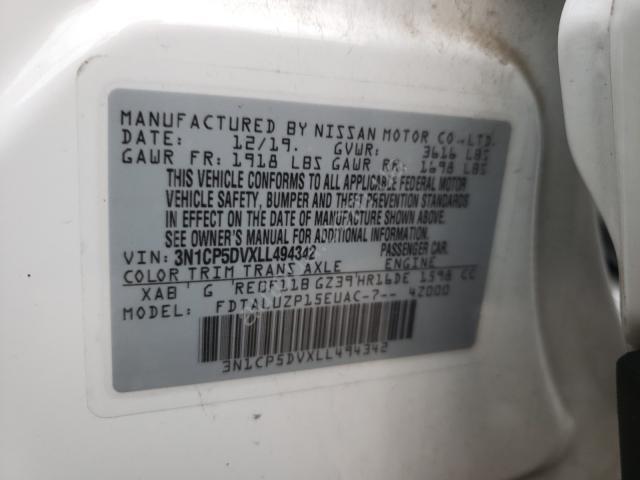 MANUFACTURED BY NISSAN MOTOR CO.,LTD.
DATE: 12/19. GVWR: 3616 LBS
GAWR FR: 1918 LBS GAWR RR: 1698 LBS
THIS VEHICLE CONFORMS TO ALL APPLICABLE FEDERAL MOTOR
VEHICLE SAFETY, BUMPER AND THEFT PREVENTION STANDARDS
IN EFFECT ON THE DATE OF MANUFACTURE SHOWN ABOVE.
SEE OWNER'S MANUAL FOR ADDITIONAL INFORMATION.
VIN: 3N1CP5DVXLL494342 PASSENGER CAR.
COLOR TRIM TRANS AXLE ENGINE
XAB G RE0F11B GZ39 HR16DE 1598 CC
MODEL: FDTALUZP15EUAC-7-- 42000
3N1CP5DVXLL494342